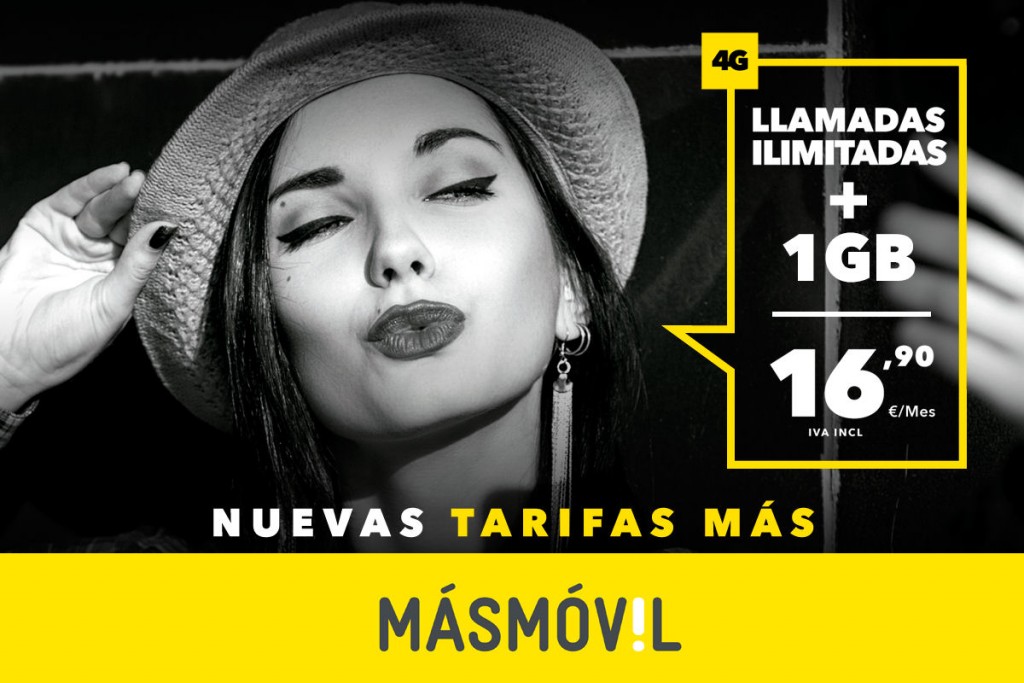 4G
LLAMADAS
ILIMITADAS
+
1GB
16,90
€/Mes
IVA INCL
NUEVAS TARIFAS MÁS
MÁSMÓV!L